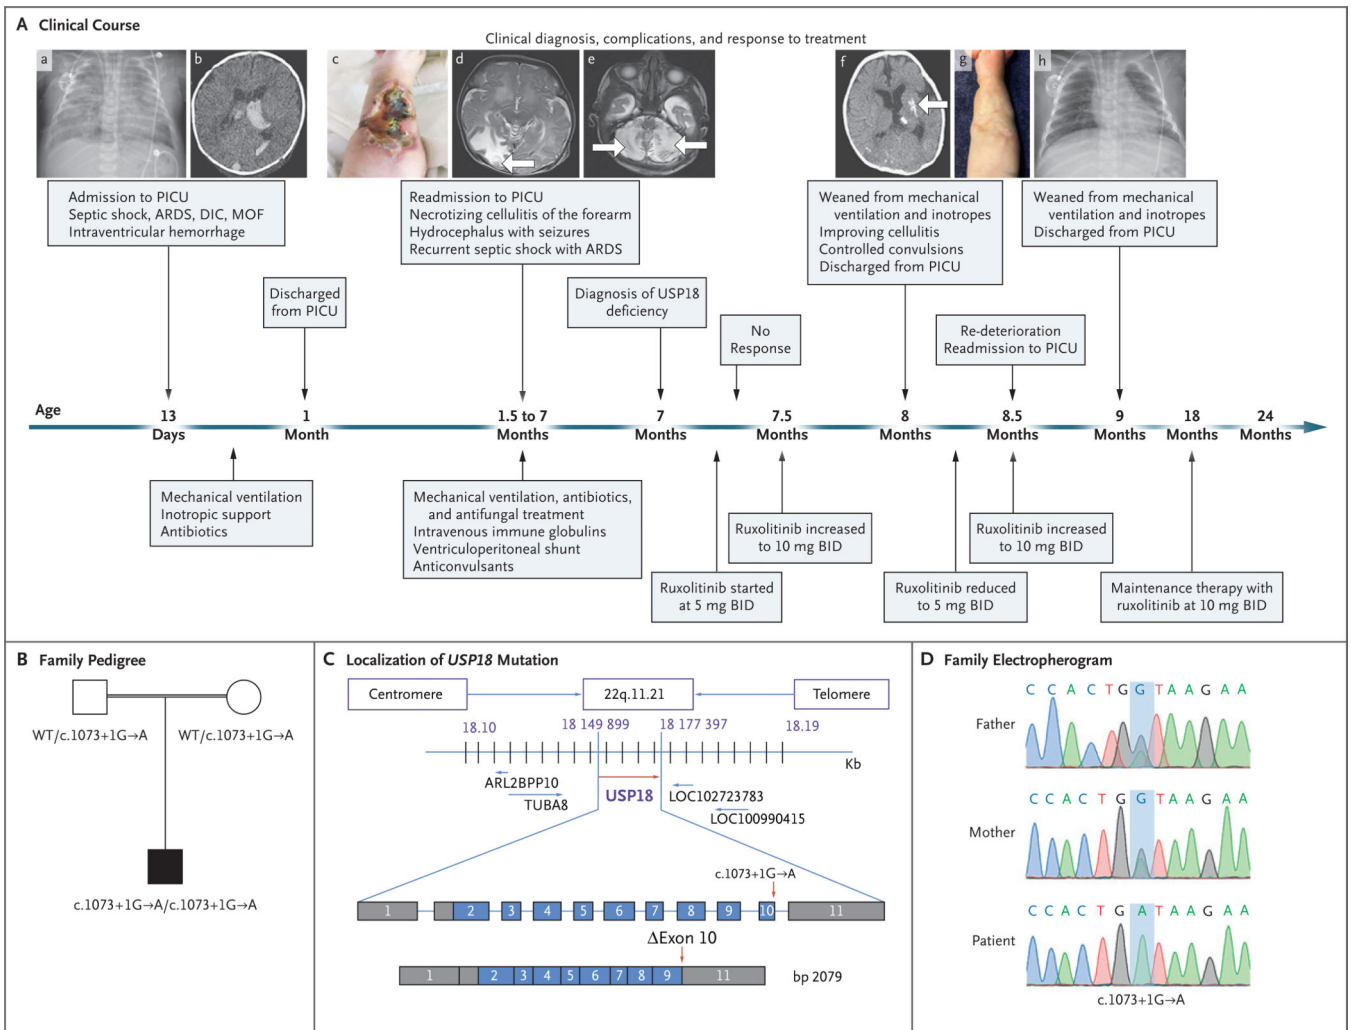 A Clinical Course
Clinical diagnosis, complications, and response to treatment
a
b
c
d
e
f
g
h
Admission to PICU
Septic shock, ARDS, DIC, MOF
Intraventricular hemorrhage
Discharged
from PICU
Readmission to PICU
Necrotizing cellulitis of the forearm
Hydrocephalus with seizures
Recurrent septic shock with ARDS
Diagnosis of USP18
deficiency
No
Response
Weaned from mechanical
ventilation and inotropes
Improving cellulitis
Controlled convulsions
Discharged from PICU
Re-deterioration
Readmission to PICU
Weaned from mechanical
ventilation and inotropes
Discharged from PICU
Age
13
Days
1
Month
1.5 to 7
Months
7
Months
7.5
Months
8
Months
8.5
Months
9
Months
18
Months
24
Months
Mechanical ventilation
Inotropic support
Antibiotics
Mechanical ventilation, antibiotics,
and antifungal treatment
Intravenous immune globulins
Ventriculoperitoneal shunt
Anticonvulsants
Ruxolitinib started
at 5 mg BID
Ruxolitinib increased
to 10 mg BID
Ruxolitinib reduced
to 5 mg BID
Ruxolitinib increased
to 10 mg BID
Maintenance therapy with
ruxolitinib at 10 mg BID
B Family Pedigree
WT/c.1073+1G→A
WT/c.1073+1G→A
c.1073+1G→A/c.1073+1G→A
C Localization of USP18 Mutation
Centromere
22q.11.21
Telomere
18.10
18 149 899
18 177 397
18.19
Kb
ARL2BPP10
TUBA8
USP18
LOC102723783
LOC100990415
c.1073+1G→A
1 2 3 4 5 6 7 8 9 10 11
ΔExon 10
1 2 3 4 5 6 7 8 9 11
bp 2079
D Family Electropherogram
C C A C T G G T A A G A A
Father
C C A C T G G T A A G A A
Mother
C C A C T G A T A A G A A
Patient
c.1073+1G→A